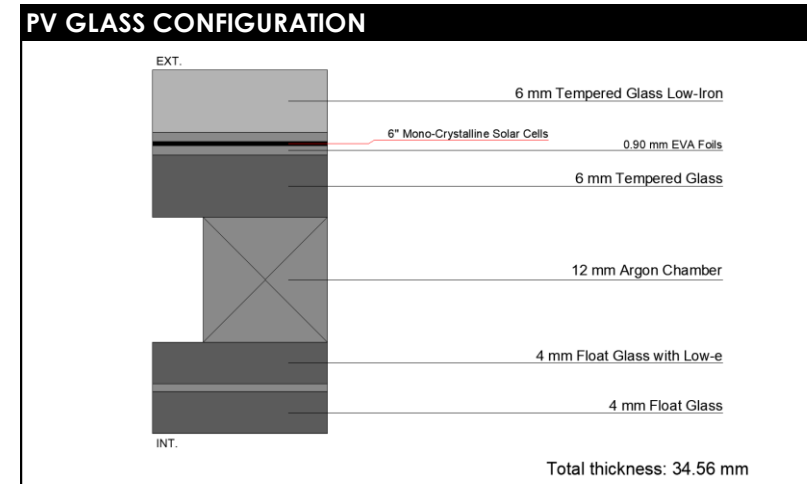 PV GLASS CONFIGURATION
EXT.
6 mm Tempered Glass Low-Iron
6" Mono-Crystalline Solar Cells
0.90 mm EVA Foils
6 mm Tempered Glass
12 mm Argon Chamber
4 mm Float Glass with Low-e
4 mm Float Glass
INT.
Total thickness: 34.56 mm